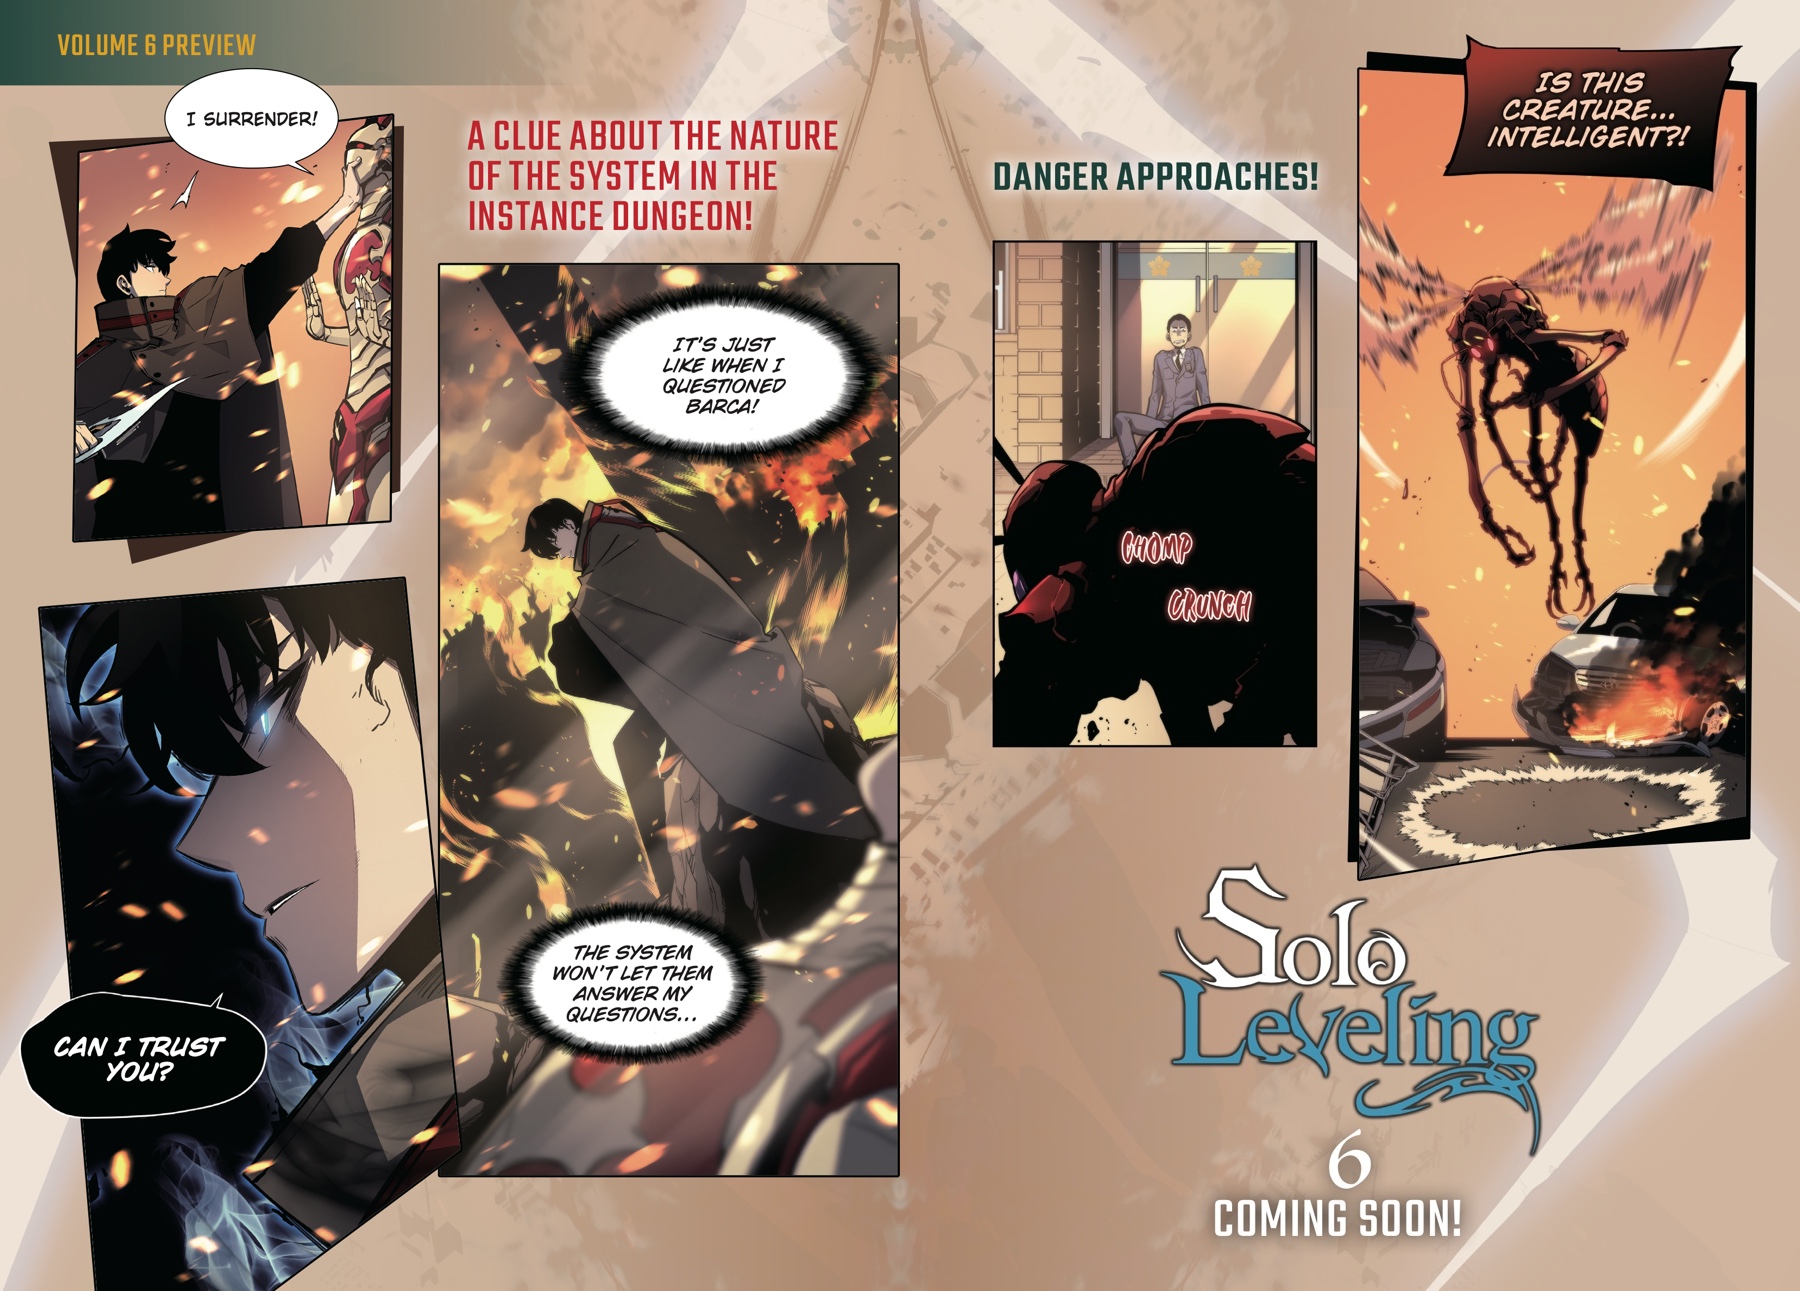 VOLUME 6 PREVIEW
I SURRENDER!
A CLUE ABOUT THE NATURE
OF THE SYSTEM IN THE
INSTANCE DUNGEON!
CAN I TRUST
YOU?
IT'S JUST
LIKE WHEN I
QUESTIONED
BARCA!
THE SYSTEM
WON'T LET THEM
ANSWER MY
QUESTIONS...
DANGER APPROACHES!
CHOMP
CRUNCH
IS THIS
CREATURE...
INTELLIGENT?!
Solo
Leveling
6
COMING SOON!